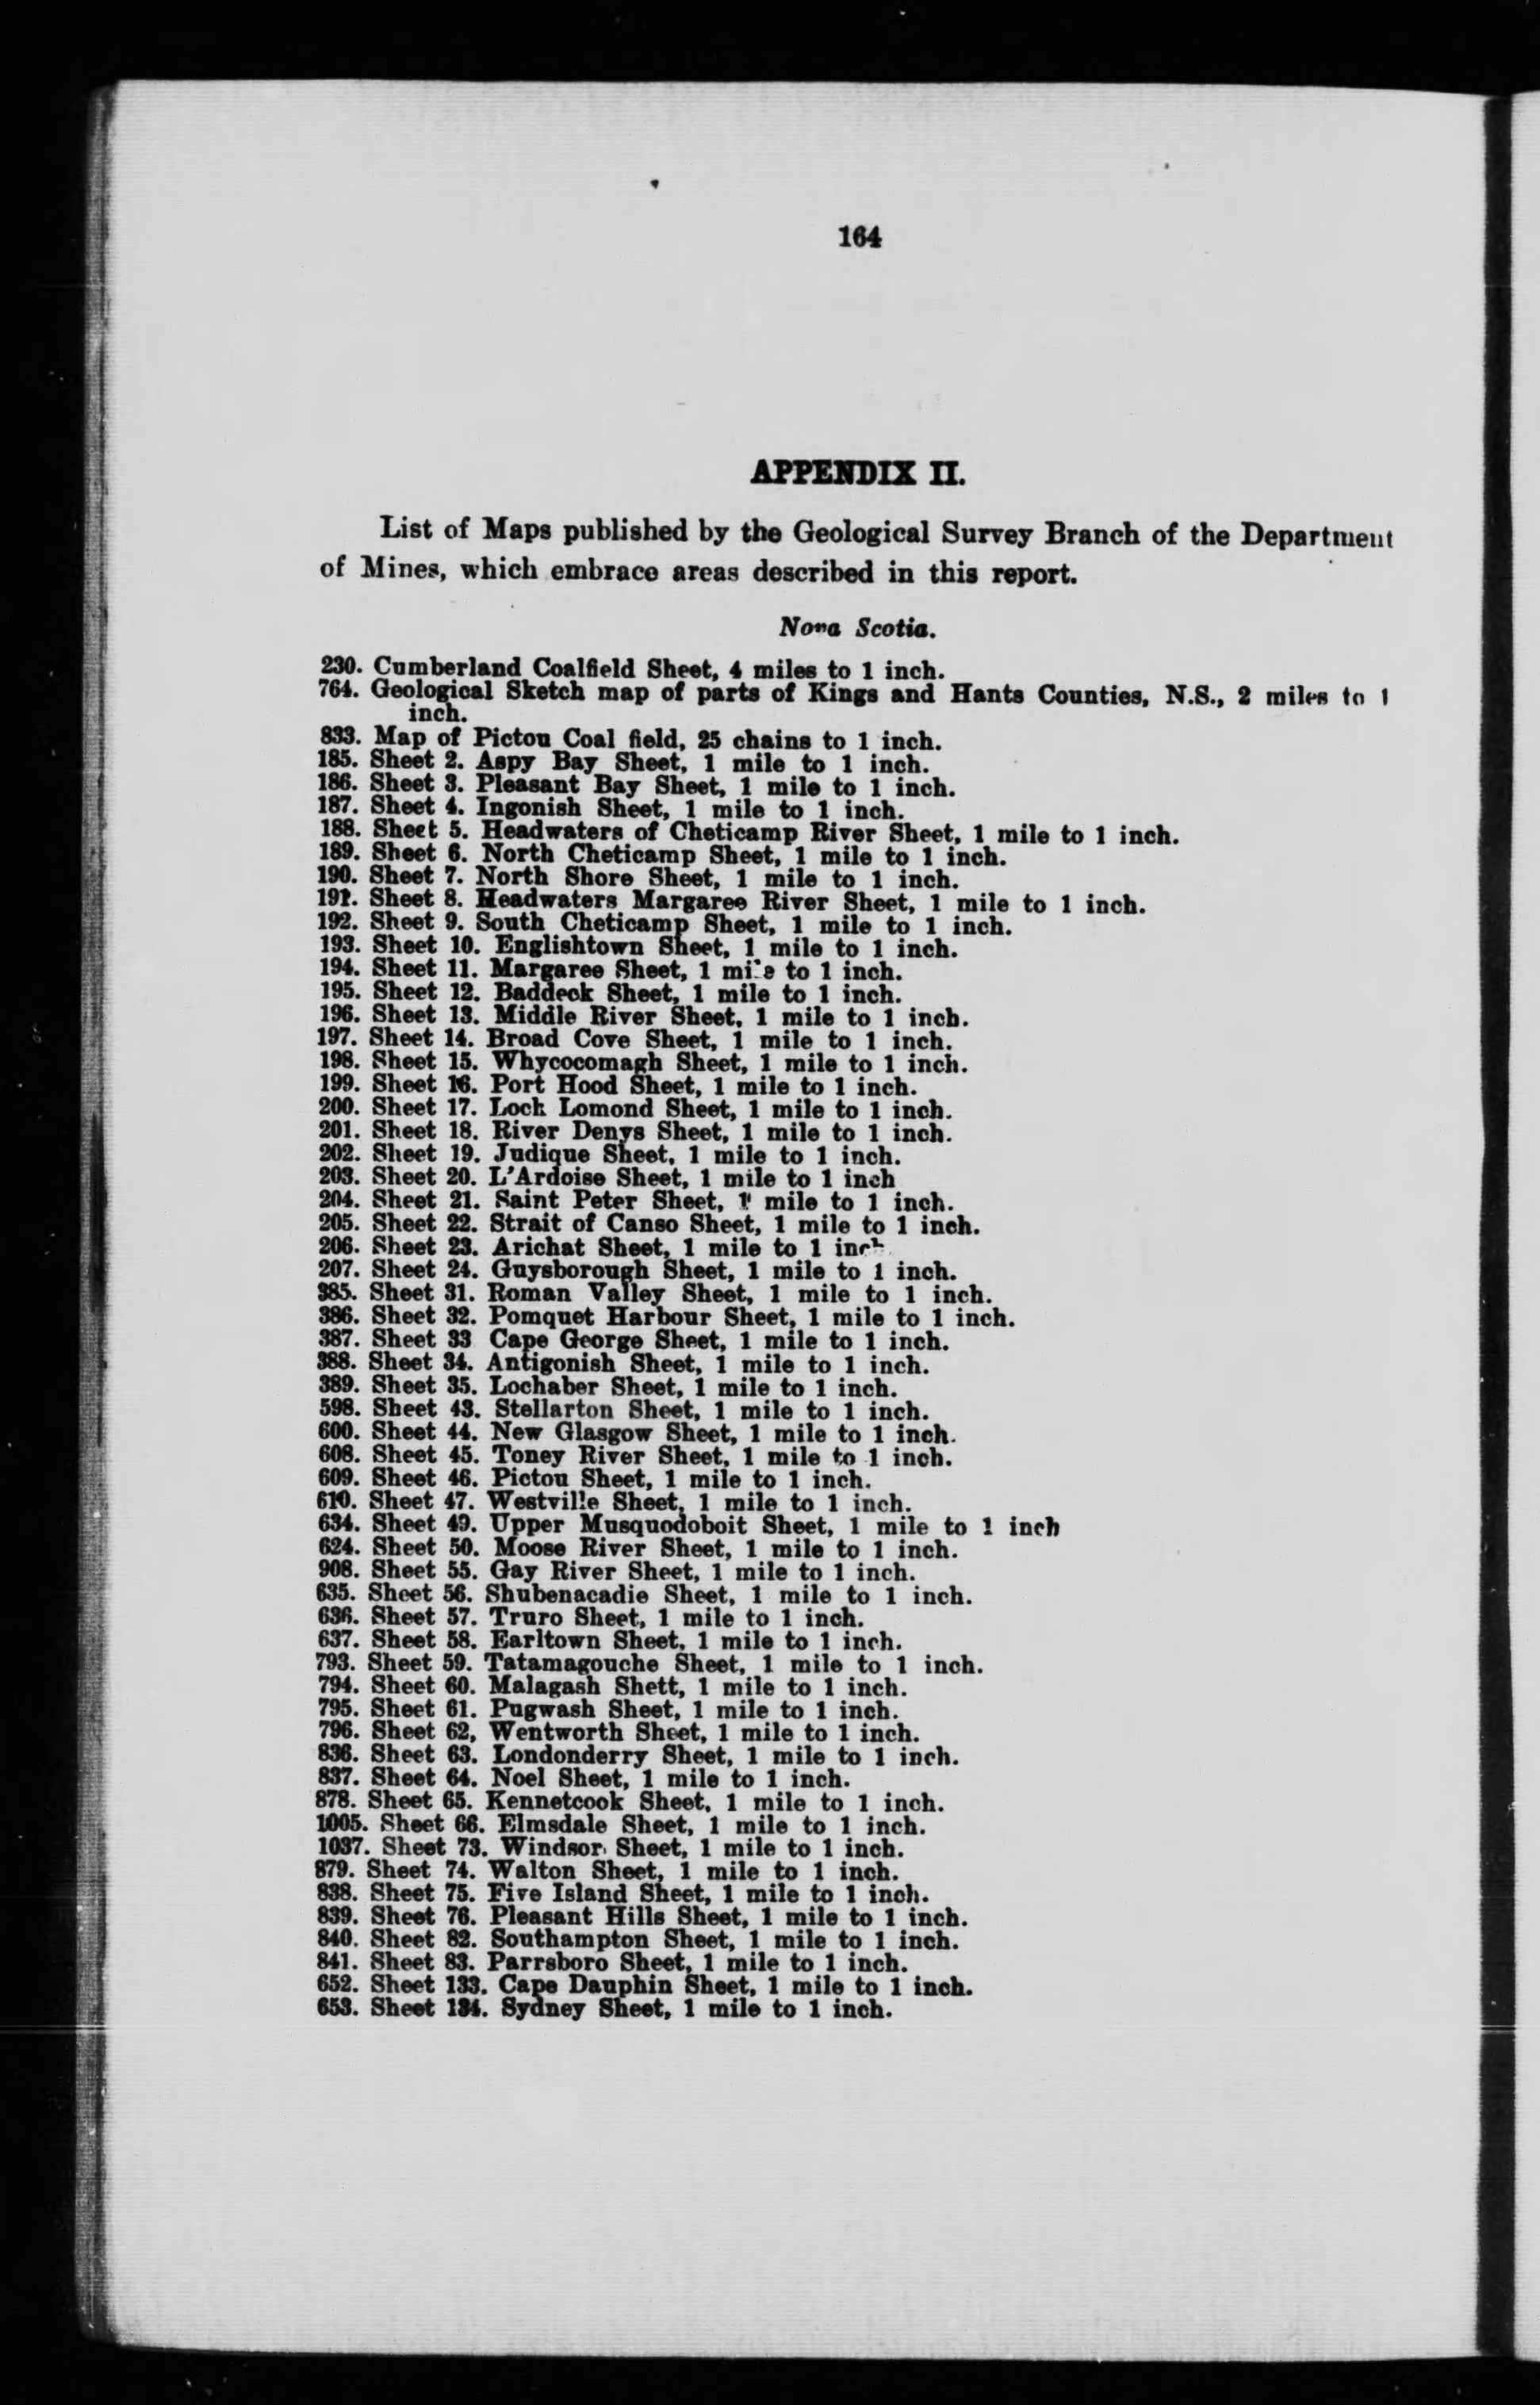 164
APPENDIX II.
List of Maps published by the Geological Survey Branch of the Department
of Mines, which embrace areas described in this report.
Nova Scotia.
230. Cumberland Coalfield Sheet, 4 miles to 1 inch.
764. Geological Sketch map of parts of Kings and Hants Counties, N.S., 2 miles to 1
inch.
833. Map of Pictou Coal field, 25 chains to 1 inch.
185. Sheet 2. Aspy Bay Sheet, 1 mile to 1 inch.
186. Sheet 3. Pleasant Bay Sheet, 1 mile to 1 inch.
187. Sheet 4. Ingonish Sheet, 1 mile to 1 inch.
188. Sheet 5. Headwaters of Cheticamp River Sheet, 1 mile to 1 inch.
189. Sheet 6. North Cheticamp Sheet, 1 mile to 1 inch.
190. Sheet 7. North Shore Sheet, 1 mile to 1 inch.
191. Sheet 8. Headwaters Margaree River Sheet, 1 mile to 1 inch.
192. Sheet 9. South Cheticamp Sheet, 1 mile to 1 inch.
193. Sheet 10. Englishtown Sheet, 1 mile to 1 inch.
194. Sheet 11. Margaree Sheet, 1 mile to 1 inch.
195. Sheet 12. Baddeck Sheet, 1 mile to 1 inch.
196. Sheet 13. Middle River Sheet, 1 mile to 1 inch.
197. Sheet 14. Broad Cove Sheet, 1 mile to 1 inch.
198. Sheet 15. Whycocomagh Sheet, 1 mile to 1 inch.
199. Sheet 16. Port Hood Sheet, 1 mile to 1 inch.
200. Sheet 17. Loch Lomond Sheet, 1 mile to 1 inch.
201. Sheet 18. River Denys Sheet, 1 mile to 1 inch.
202. Sheet 19. Judique Sheet, 1 mile to 1 inch.
203. Sheet 20. L'Ardoise Sheet, 1 mile to 1 inch
204. Sheet 21. Saint Peter Sheet, 1 mile to 1 inch.
205. Sheet 22. Strait of Canso Sheet, 1 mile to 1 inch.
206. Sheet 23. Arichat Sheet, 1 mile to 1 inch
207. Sheet 24. Guysborough Sheet, 1 mile to 1 inch.
385. Sheet 31. Roman Valley Sheet, 1 mile to 1 inch.
386. Sheet 32. Pomquet Harbour Sheet, 1 mile to 1 inch.
387. Sheet 33 Cape George Sheet, 1 mile to 1 inch.
388. Sheet 34. Antigonish Sheet, 1 mile to 1 inch.
389. Sheet 35. Lochaber Sheet, 1 mile to 1 inch.
598. Sheet 43. Stellarton Sheet, 1 mile to 1 inch.
600. Sheet 44. New Glasgow Sheet, 1 mile to 1 inch.
608. Sheet 45. Toney River Sheet, 1 mile to 1 inch.
609. Sheet 46. Pictou Sheet, 1 mile to 1 inch.
610. Sheet 47. Westville Sheet, 1 mile to 1 inch.
634. Sheet 49. Upper Musquodoboit Sheet, 1 mile to 1 inch
624. Sheet 50. Moose River Sheet, 1 mile to 1 inch.
908. Sheet 55. Gay River Sheet, 1 mile to 1 inch.
635. Sheet 56. Shubenacadie Sheet, 1 mile to 1 inch.
636. Sheet 57. Truro Sheet, 1 mile to 1 inch.
637. Sheet 58. Earltown Sheet, 1 mile to 1 inch.
793. Sheet 59. Tatamagouche Sheet, 1 mile to 1 inch.
794. Sheet 60. Malagash Shett, 1 mile to 1 inch.
795. Sheet 61. Pugwash Sheet, 1 mile to 1 inch.
796. Sheet 62, Wentworth Sheet, 1 mile to 1 inch.
836. Sheet 63. Londonderry Sheet, 1 mile to 1 inch.
837. Sheet 64. Noel Sheet, 1 mile to 1 inch.
878. Sheet 65. Kennetcook Sheet, 1 mile to 1 inch.
1005. Sheet 66. Elmsdale Sheet, 1 mile to 1 inch.
1037. Sheet 73. Windsor Sheet, 1 mile to 1 inch.
879. Sheet 74. Walton Sheet, 1 mile to 1 inch.
838. Sheet 75. Five Island Sheet, 1 mile to 1 inch.
839. Sheet 76. Pleasant Hills Sheet, 1 mile to 1 inch.
840. Sheet 82. Southampton Sheet, 1 mile to 1 inch.
841. Sheet 83. Parrsboro Sheet, 1 mile to 1 inch.
652. Sheet 133. Cape Dauphin Sheet, 1 mile to 1 inch.
653. Sheet 134. Sydney Sheet, 1 mile to 1 inch.